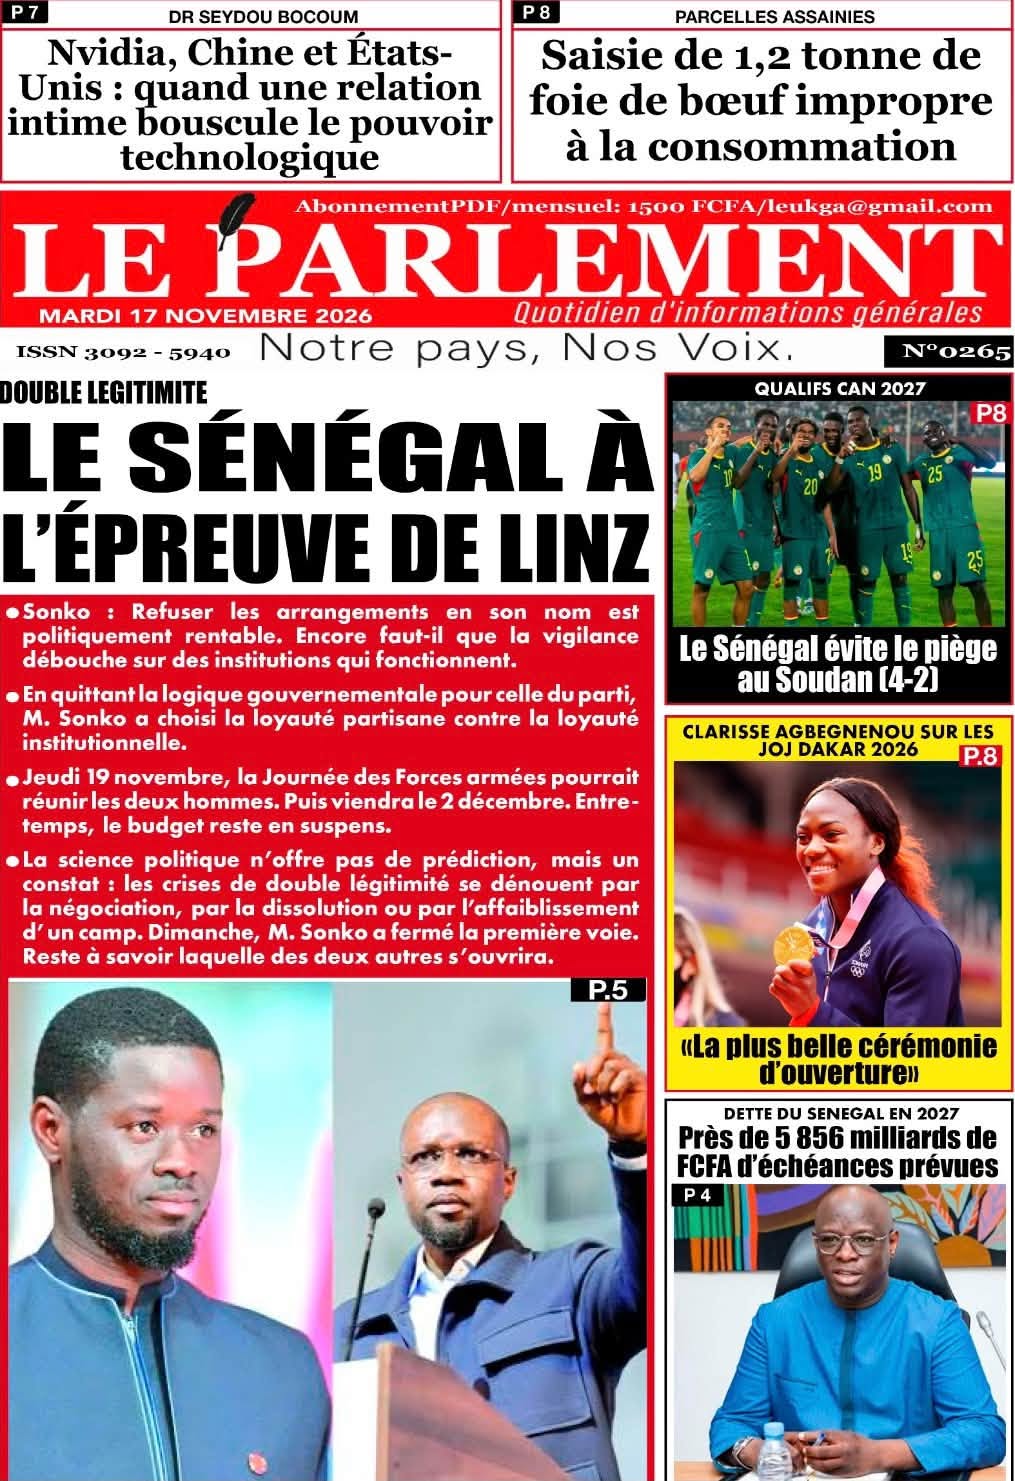 P 7
DR SEYDOU BOCOUM
Nvidia, Chine et États-
Unis : quand une relation
intime bouscule le pouvoir
technologique
P 8
PARCELLES ASSAINIES
Saisie de 1,2 tonne de
foie de bœuf impropre
à la consommation
AbonnementPDF/mensuel: 1500 FCFA/leukga@gmail.com
LE PARLEMENT
MARDI 17 NOVEMBRE 2026
Quotidien d'informations générales
ISSN 3092 - 5940
Notre pays, Nos Voix.
N°0265
DOUBLE LEGITIMITE
LE SÉNÉGAL À
L'ÉPREUVE DE LINZ
● Sonko : Refuser les arrangements en son nom est
politiquement rentable. Encore faut-il que la vigilance
débouche sur des institutions qui fonctionnent.
● En quittant la logique gouvernementale pour celle du parti,
M. Sonko a choisi la loyauté partisane contre la loyauté
institutionnelle.
● Jeudi 19 novembre, la Journée des Forces armées pourrait
réunir les deux hommes. Puis viendra le 2 décembre. Entre-
temps, le budget reste en suspens.
● La science politique n'offre pas de prédiction, mais un
constat : les crises de double légitimité se dénouent par
la négociation, par la dissolution ou par l'affaiblissement
d' un camp. Dimanche, M. Sonko a fermé la première voie.
Reste à savoir laquelle des deux autres s'ouvrira.
P.5
QUALIFS CAN 2027
P8
10
20
19
25
19
25
Le Sénégal évite le piège
au Soudan (4-2)
CLARISSE AGBEGNENOU SUR LES
JOJ DAKAR 2026
P.8
«La plus belle cérémonie
d'ouverture»
DETTE DU SENEGAL EN 2027
Près de 5 856 milliards de
FCFA d'échéances prévues
P 4